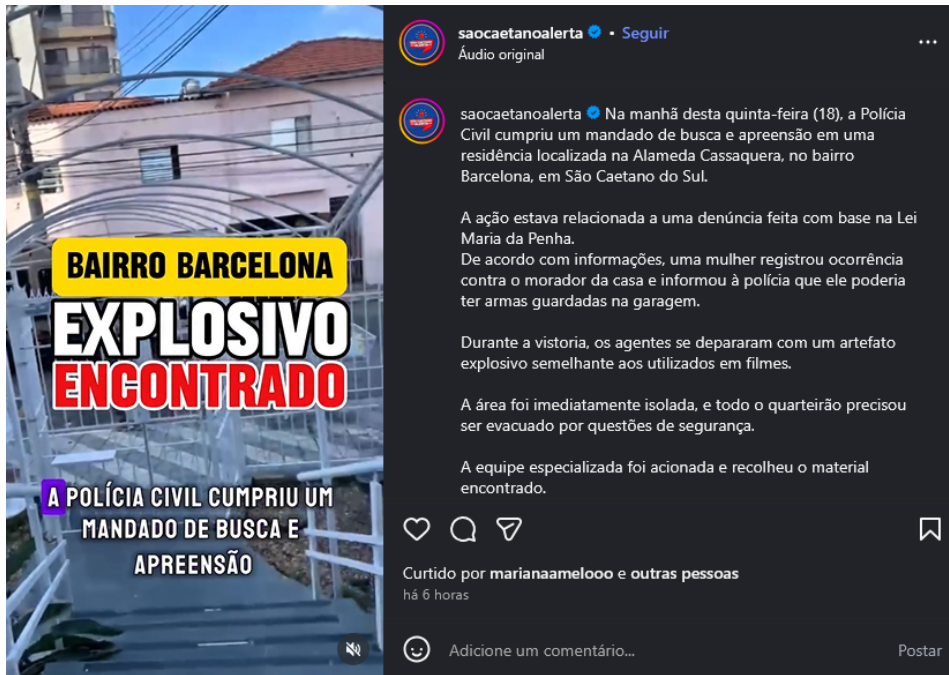 BAIRRO BARCELONA
EXPLOSIVO
ENCONTRADO
A POLÍCIA CIVIL CUMPRIU UM
MANDADO DE BUSCA E
APREENSÃO
saocaetanoalerta • Seguir
Áudio original
saocaetanoalerta Na manhã desta quinta-feira (18), a Polícia
Civil cumpriu um mandado de busca e apreensão em uma
residência localizada na Alameda Cassaquera, no bairro
Barcelona, em São Caetano do Sul.
A ação estava relacionada a uma denúncia feita com base na Lei
Maria da Penha.
De acordo com informações, uma mulher registrou ocorrência
contra o morador da casa e informou à polícia que ele poderia
ter armas guardadas na garagem.
Durante a vistoria, os agentes se depararam com um artefato
explosivo semelhante aos utilizados em filmes.
A área foi imediatamente isolada, e todo o quarteirão precisou
ser evacuado por questões de segurança.
A equipe especializada foi acionada e recolheu o material
encontrado.
Curtido por marianaamelooo e outras pessoas
há 6 horas
Adicione um comentário...
Postar